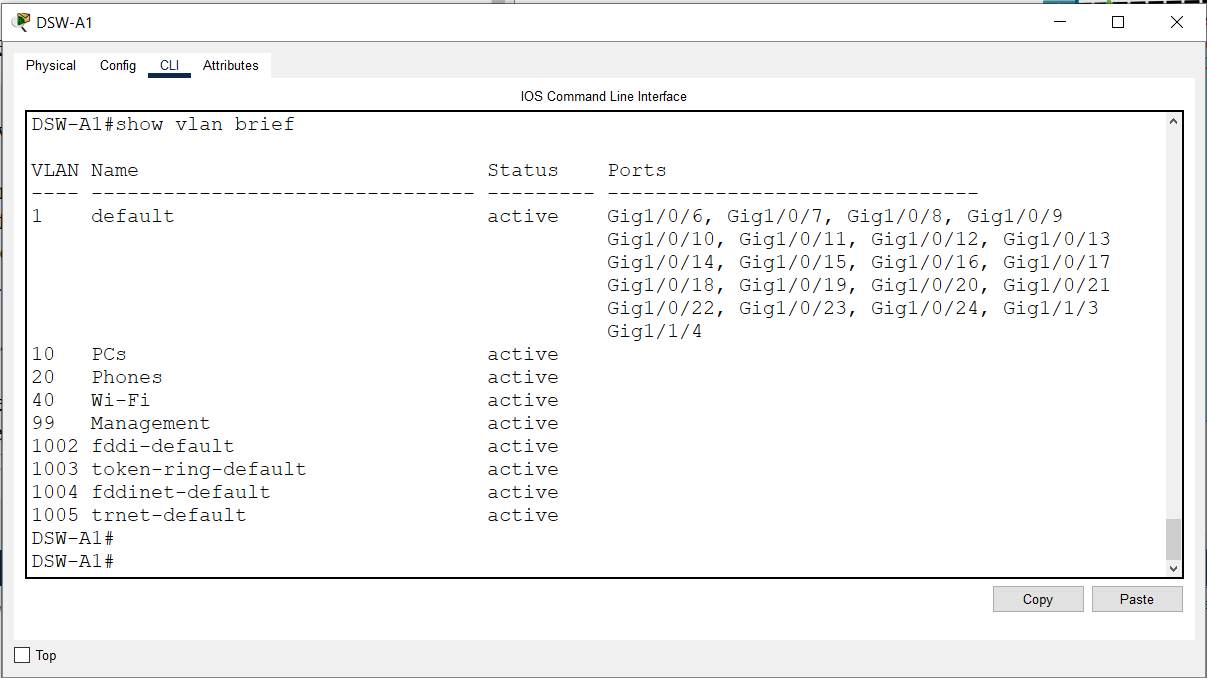 DSW-A1
Physical Config CLI Attributes
IOS Command Line Interface
DSW-A1#show vlan brief
VLAN Name                             Status    Ports
---- -------------------------------- --------- -------------------------------
1    default                          active    Gig1/0/6, Gig1/0/7, Gig1/0/8, Gig1/0/9
                                                Gig1/0/10, Gig1/0/11, Gig1/0/12, Gig1/0/13
                                                Gig1/0/14, Gig1/0/15, Gig1/0/16, Gig1/0/17
                                                Gig1/0/18, Gig1/0/19, Gig1/0/20, Gig1/0/21
                                                Gig1/0/22, Gig1/0/23, Gig1/0/24, Gig1/1/3
                                                Gig1/1/4
10   PCs                              active
20   Phones                           active
40   Wi-Fi                            active
99   Management                       active
1002 fddi-default                     active
1003 token-ring-default               active
1004 fddinet-default                  active
1005 trnet-default                    active
DSW-A1#
DSW-A1#
Copy Paste
Top